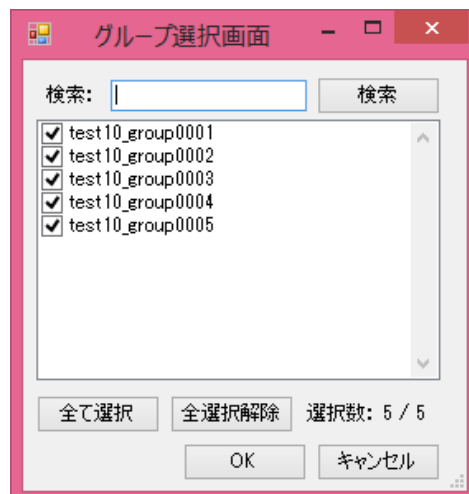 グループ選択画面
検索: 検索
test10_group0001
test10_group0002
test10_group0003
test10_group0004
test10_group0005
全て選択 全選択解除 選択数: 5 / 5
OK キャンセル